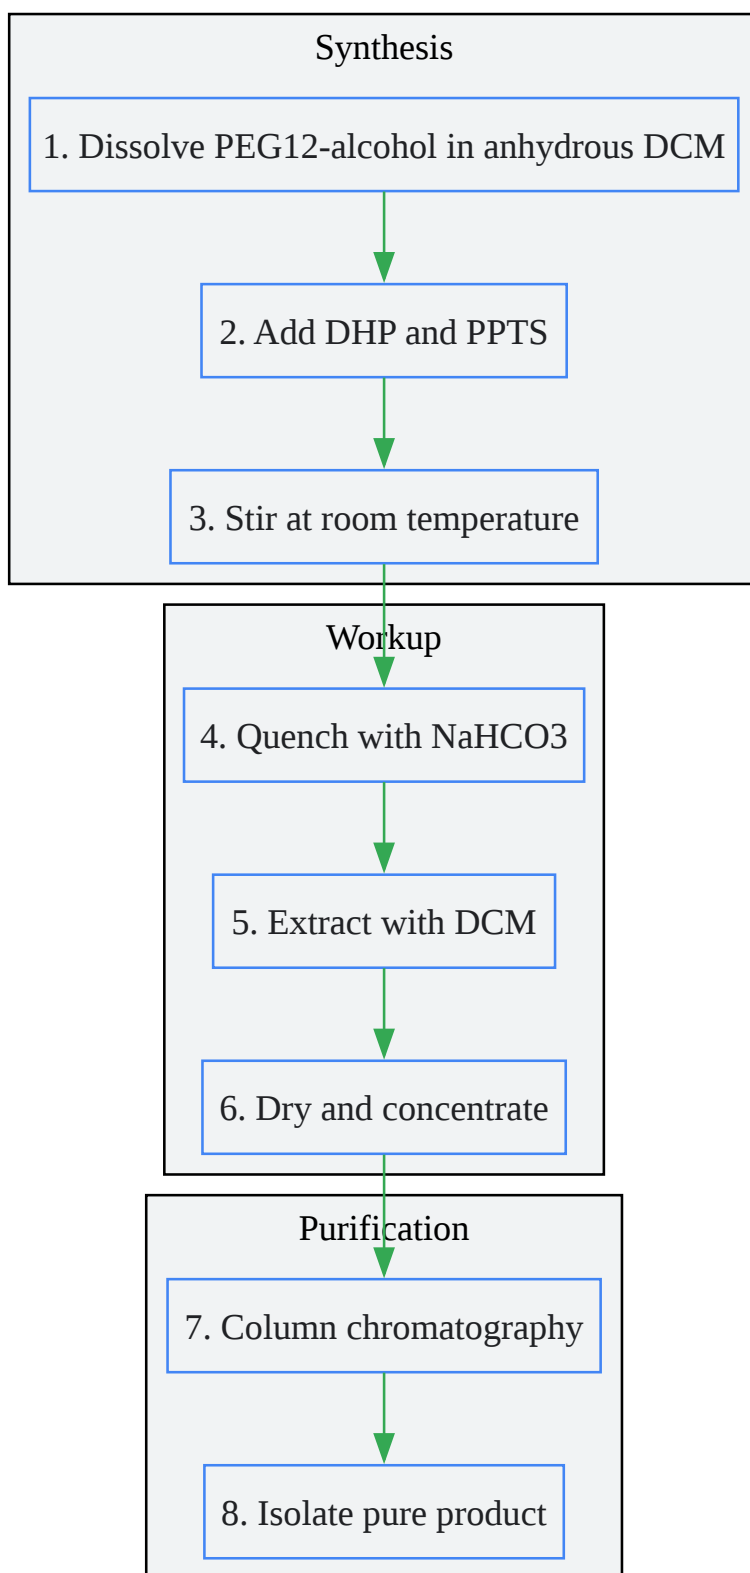 Synthesis
1. Dissolve PEG12-alcohol in anhydrous DCM
2. Add DHP and PPTS
3. Stir at room temperature
Workup
4. Quench with NaHCO3
5. Extract with DCM
6. Dry and concentrate
Purification
7. Column chromatography
8. Isolate pure product